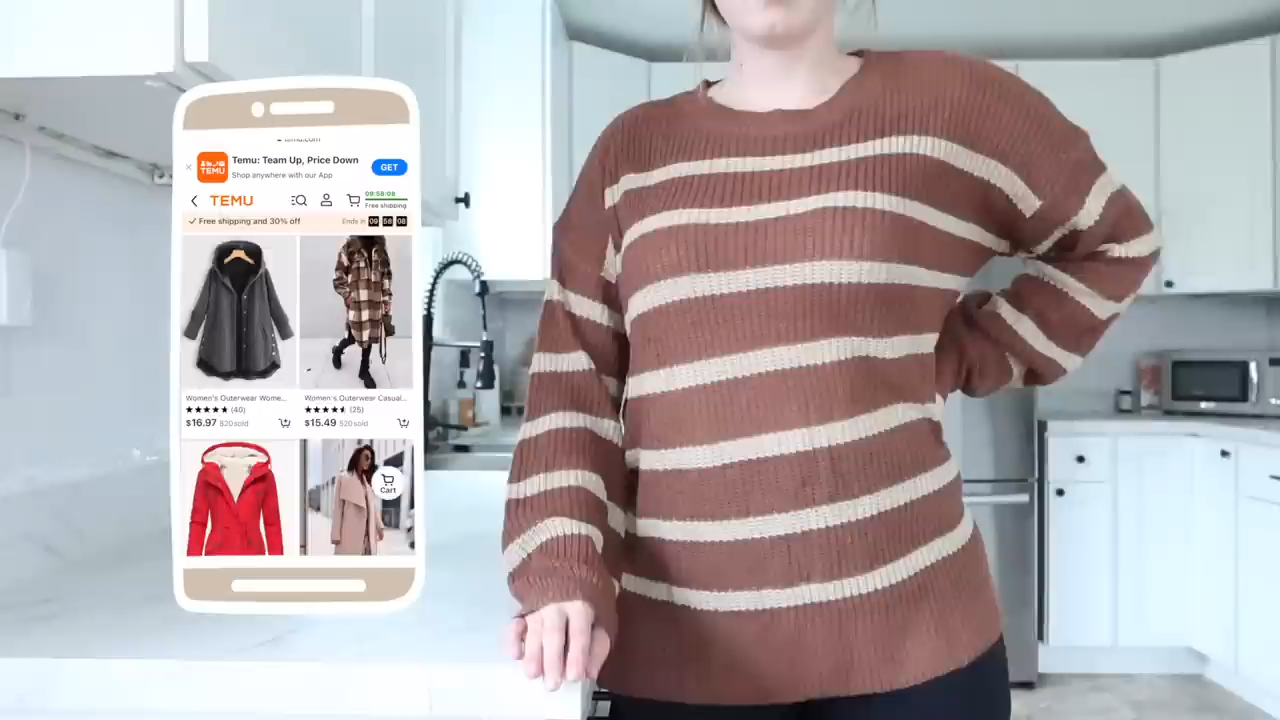 temu.com
TEMU
Temu: Team Up, Price Down
Shop anywhere with our App
GET
TEMU
09:58:08
Free shipping
Free shipping and 30% off
Ends in 09 58 08
Women's Outerwear Wome...
(40)
$16.97 820sold
Women's Outerwear Casual...
(25)
$15.49 520sold
Cart